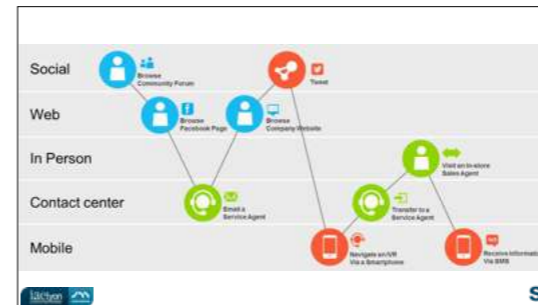 Social
Browse
Community Forum
Tweet
Web
Browse
Facebook Page
Browse
Company Website
In Person
Visit an In-store
Sales Agent
Contact center
Email a
Service Agent
Transfer to a
Service Agent
Mobile
Navigate an IVR
Via a Smartphone
Receive Informat
Via SMS
S